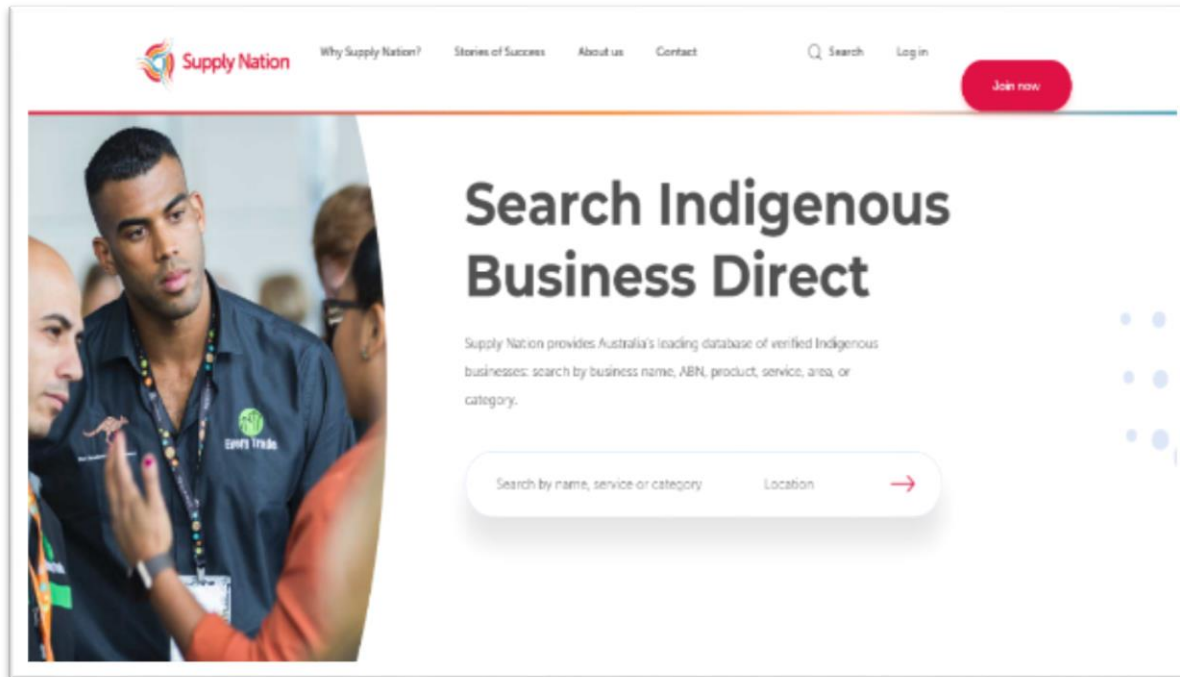 Supply Nation
Why Supply Nation?
Stories of Success
About us
Contact
Search
Log in
Join now
Search Indigenous
Business Direct
Supply Nation provides Australia's leading database of verified Indigenous
businesses: search by business name, ABN, product, service, area, or
category.
Every Trade
Search by name, service or category
Location